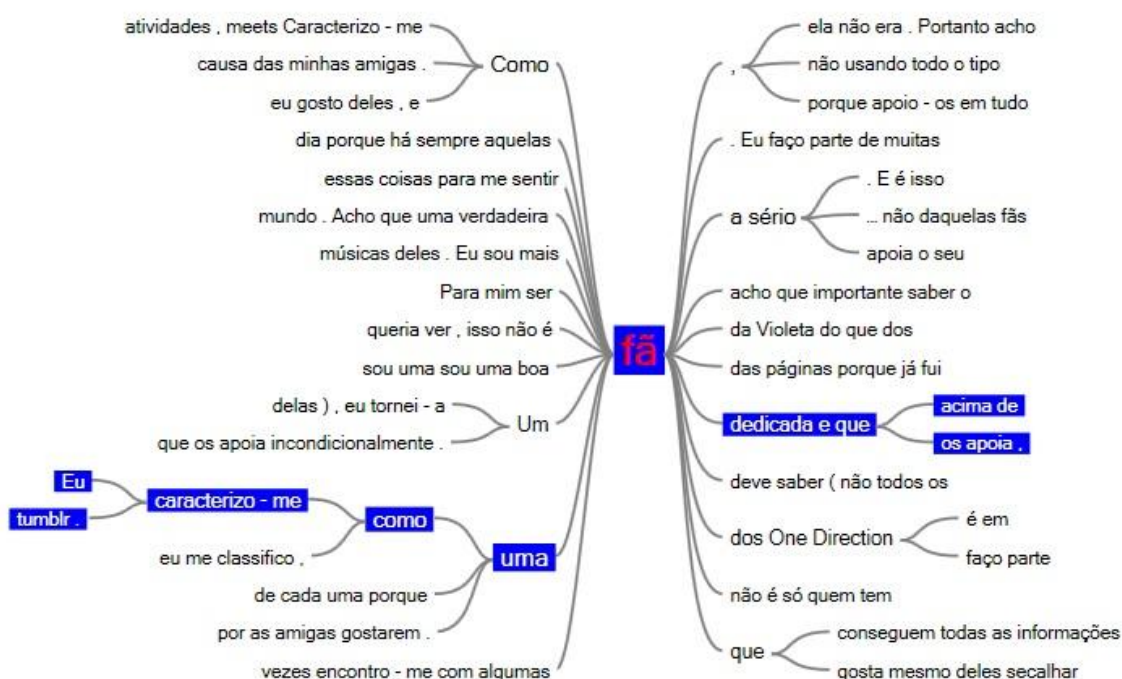 atividades , meets Caracterizo - me
causa das minhas amigas .
eu gosto deles , e
Como
dia porque há sempre aquelas
essas coisas para me sentir
mundo . Acho que uma verdadeira
músicas deles . Eu sou mais
Para mim ser
queria ver , isso não é
sou uma sou uma boa
delas ) , eu tornei - a
que os apoia incondicionalmente .
Um
Eu
tumblr .
caracterizo - me
eu me classifico ,
como
de cada uma porque
por as amigas gostarem .
uma
vezes encontro - me com algumas
fã
,
ela não era . Portanto acho
não usando todo o tipo
porque apoio - os em tudo
. Eu faço parte de muitas
a sério
. E é isso
... não daquelas fãs
apoia o seu
acho que importante saber o
da Violeta do que dos
das páginas porque já fui
dedicada e que
acima de
os apoia ,
deve saber ( não todos os
dos One Direction
é em
faço parte
não é só quem tem
que
conseguem todas as informações
gosta mesmo deles secalhar